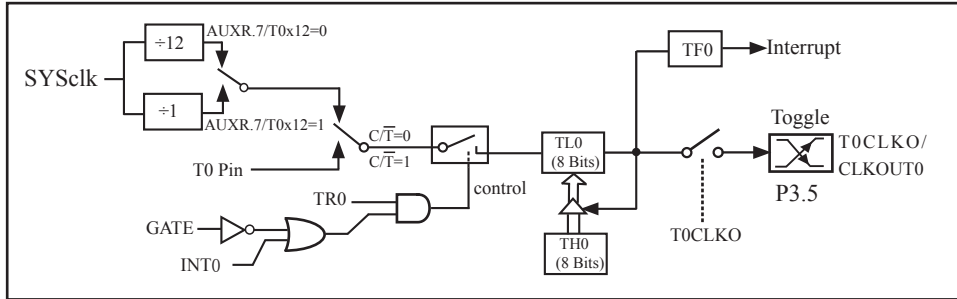 AUXR.7/T0x12=0
÷12
SYSclk
÷1
AUXR.7/T0x12=1
T0 Pin
C/T̅=0
C/T̅=1
control
TR0
GATE
INT0
TL0
(8 Bits)
TH0
(8 Bits)
TF0
Interrupt
Toggle
T0CLKO/
CLKOUT0
P3.5
T0CLKO